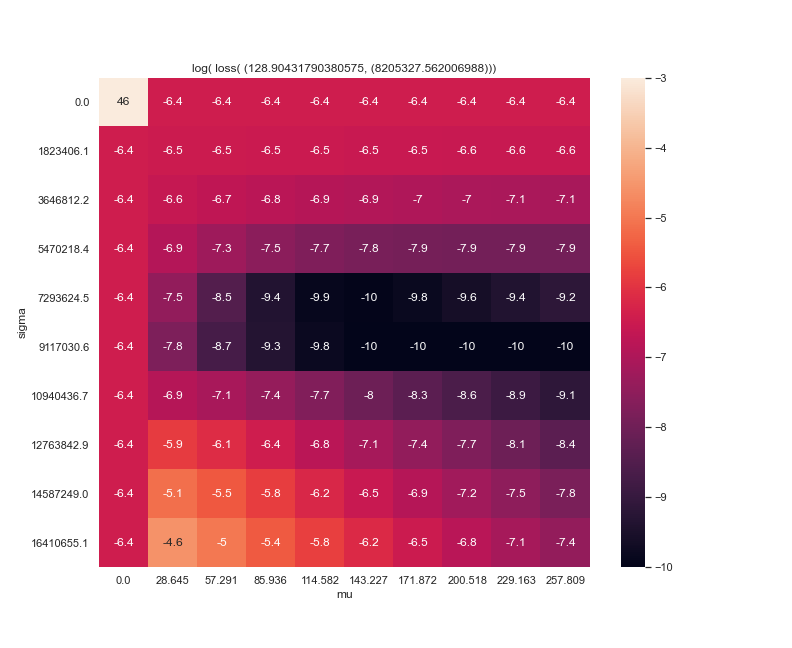 log( loss( (128.90431790380575, (8205327.562006988)))
0.0 46 -6.4 -6.4 -6.4 -6.4 -6.4 -6.4 -6.4 -6.4 -6.4
1823406.1 -6.4 -6.5 -6.5 -6.5 -6.5 -6.5 -6.5 -6.6 -6.6 -6.6
3646812.2 -6.4 -6.6 -6.7 -6.8 -6.9 -6.9 -7 -7 -7.1 -7.1
5470218.4 -6.4 -6.9 -7.3 -7.5 -7.7 -7.8 -7.9 -7.9 -7.9 -7.9
7293624.5 -6.4 -7.5 -8.5 -9.4 -9.9 -10 -9.8 -9.6 -9.4 -9.2
9117030.6 -6.4 -7.8 -8.7 -9.3 -9.8 -10 -10 -10 -10 -10
10940436.7 -6.4 -6.9 -7.1 -7.4 -7.7 -8 -8.3 -8.6 -8.9 -9.1
12763842.9 -6.4 -5.9 -6.1 -6.4 -6.8 -7.1 -7.4 -7.7 -8.1 -8.4
14587249.0 -6.4 -5.1 -5.5 -5.8 -6.2 -6.5 -6.9 -7.2 -7.5 -7.8
16410655.1 -6.4 -4.6 -5 -5.4 -5.8 -6.2 -6.5 -6.8 -7.1 -7.4
0.0 28.645 57.291 85.936 114.582 143.227 171.872 200.518 229.163 257.809
mu
sigma
−3
−4
−5
−6
−7
−8
−9
−10